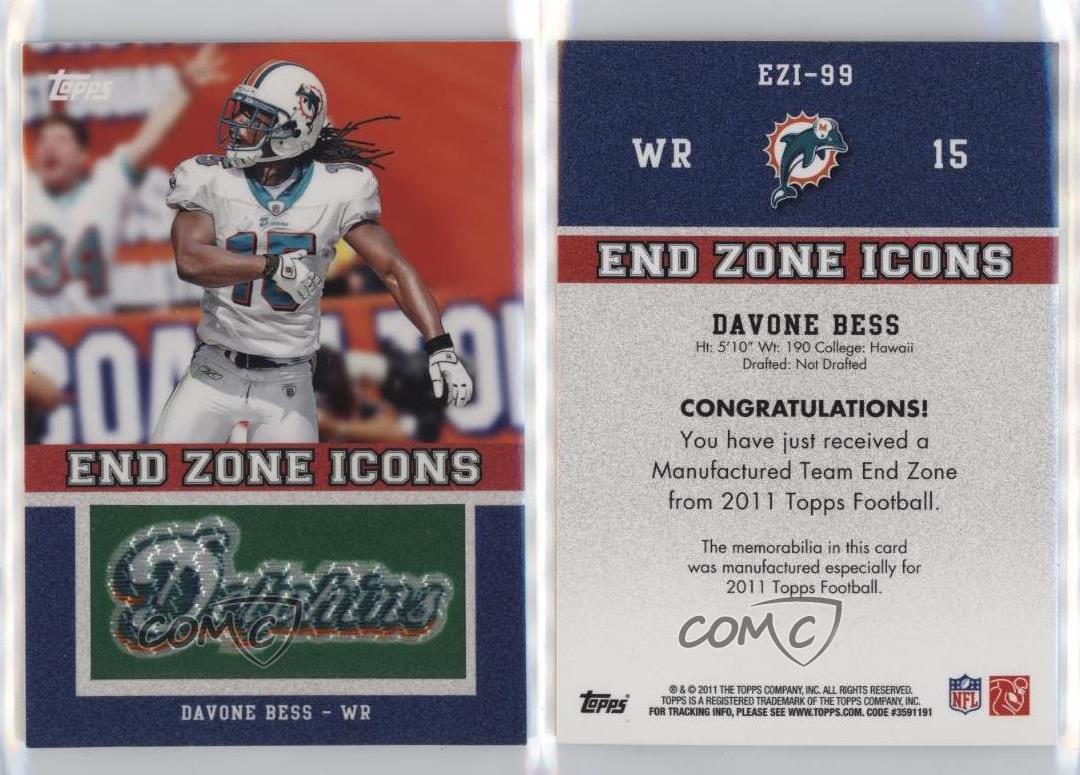 Topps
34
15
15
COA
END ZONE ICONS
Dolphins
COMC
DAVONE BESS - WR
EZI-99
WR
M
15
END ZONE ICONS
DAVONE BESS
Ht: 5'10" Wt: 190 College: Hawaii
Drafted: Not Drafted
CONGRATULATIONS!
You have just received a
Manufactured Team End Zone
from 2011 Topps Football.
The memorabilia in this card
was manufactured especially for
2011 Topps Football.
COMC
Topps
® & © 2011 THE TOPPS COMPANY, INC. ALL RIGHTS RESERVED.
TOPPS IS A REGISTERED TRADEMARK OF THE TOPPS COMPANY, INC.
FOR TRACKING INFO, PLEASE SEE WWW.TOPPS.COM. CODE #3591191
NFL